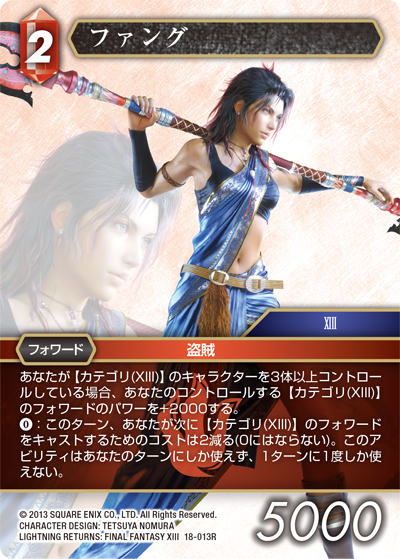 2
ファング
XIII
フォワード
盗賊
あなたが【カテゴリ(XIII)】のキャラクターを3体以上コントロー
ルしている場合、あなたのコントロールする【カテゴリ(XIII)】
のフォワードのパワーを+2000する。
0：このターン、あなたが次に【カテゴリ(XIII)】のフォワード
をキャストするためのコストは2減る(0にはならない)。このア
ビリティはあなたのターンにしか使えず、1ターンに1度しか使
えない。
© 2013 SQUARE ENIX CO., LTD. All Rights Reserved.
CHARACTER DESIGN: TETSUYA NOMURA
LIGHTNING RETURNS: FINAL FANTASY XIII 18-013R
5000